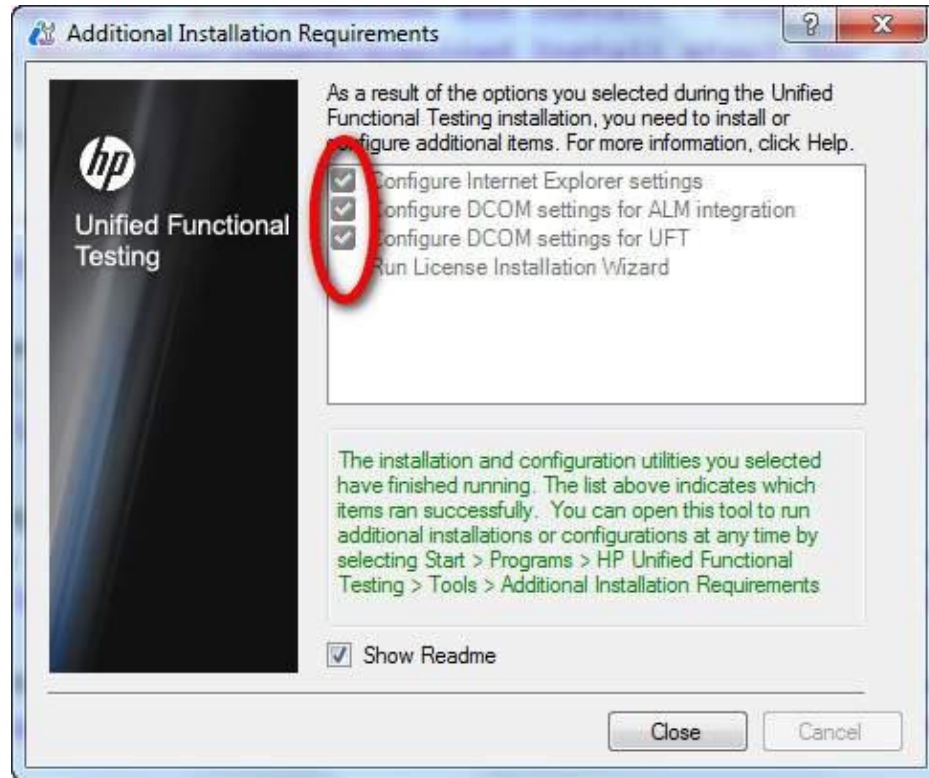 Additional Installation Requirements
As a result of the options you selected during the Unified
Functional Testing installation, you need to install or
configure additional items. For more information, click Help.
hp
Unified Functional
Testing
Configure Internet Explorer settings
Configure DCOM settings for ALM integration
Configure DCOM settings for UFT
Run License Installation Wizard
The installation and configuration utilities you selected
have finished running. The list above indicates which
items ran successfully. You can open this tool to run
additional installations or configurations at any time by
selecting Start > Programs > HP Unified Functional
Testing > Tools > Additional Installation Requirements
Show Readme
Close
Cancel